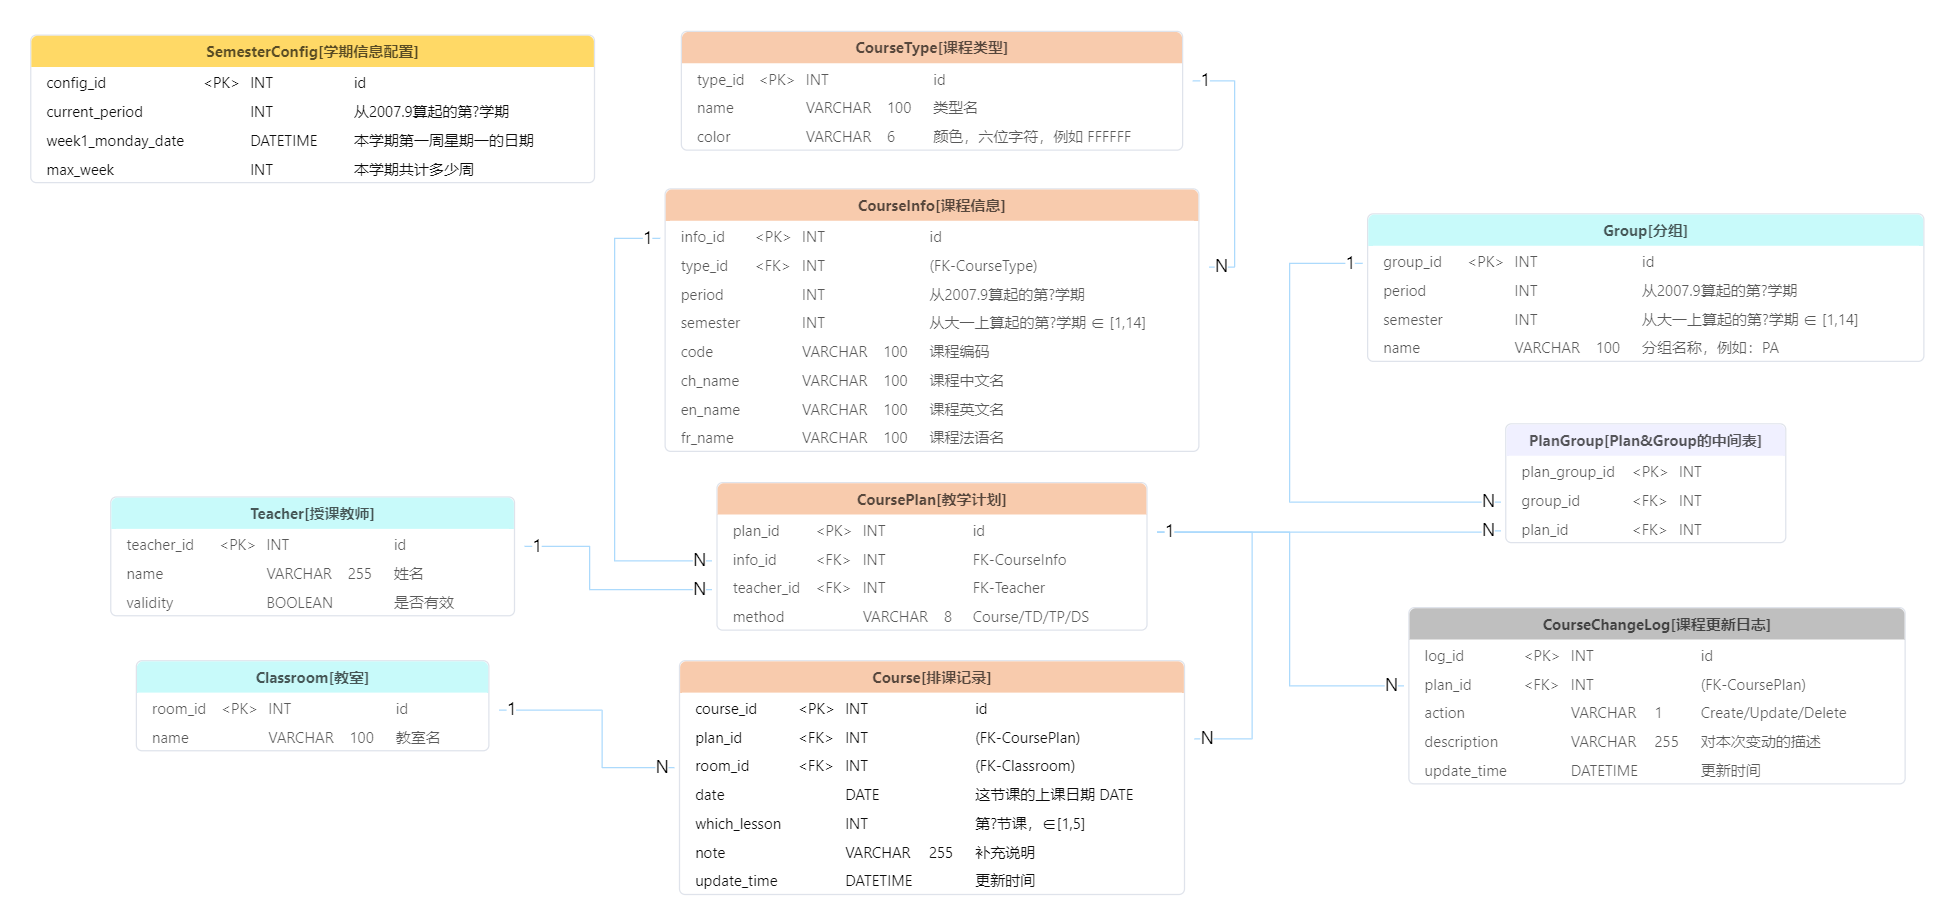 SemesterConfig[学期信息配置]
config_id <PK> INT id
current_period INT 从2007.9算起的第?学期
week1_monday_date DATETIME 本学期第一周星期一的日期
max_week INT 本学期共计多少周
CourseType[课程类型]
type_id <PK> INT id
name VARCHAR 100 类型名
color VARCHAR 6 颜色，六位字符，例如 FFFFFF
1
N
CourseInfo[课程信息]
info_id <PK> INT id
type_id <FK> INT (FK-CourseType)
period INT 从2007.9算起的第?学期
semester INT 从大一上算起的第?学期 ∈ [1,14]
code VARCHAR 100 课程编码
ch_name VARCHAR 100 课程中文名
en_name VARCHAR 100 课程英文名
fr_name VARCHAR 100 课程法语名
1
N
Group[分组]
group_id <PK> INT id
period INT 从2007.9算起的第?学期
semester INT 从大一上算起的第?学期 ∈ [1,14]
name VARCHAR 100 分组名称，例如：PA
1
N
PlanGroup[Plan&Group的中间表]
plan_group_id <PK> INT
group_id <FK> INT
plan_id <FK> INT
N
Teacher[授课教师]
teacher_id <PK> INT id
name VARCHAR 255 姓名
validity BOOLEAN 是否有效
1
N
CoursePlan[教学计划]
plan_id <PK> INT id
info_id <FK> INT FK-CourseInfo
teacher_id <FK> INT FK-Teacher
method VARCHAR 8 Course/TD/TP/DS
1
Classroom[教室]
room_id <PK> INT id
name VARCHAR 100 教室名
1
N
Course[排课记录]
course_id <PK> INT id
plan_id <FK> INT (FK-CoursePlan)
room_id <FK> INT (FK-Classroom)
date DATE 这节课的上课日期 DATE
which_lesson INT 第?节课，∈[1,5]
note VARCHAR 255 补充说明
update_time DATETIME 更新时间
N
CourseChangeLog[课程更新日志]
log_id <PK> INT id
plan_id <FK> INT (FK-CoursePlan)
action VARCHAR 1 Create/Update/Delete
description VARCHAR 255 对本次变动的描述
update_time DATETIME 更新时间
N